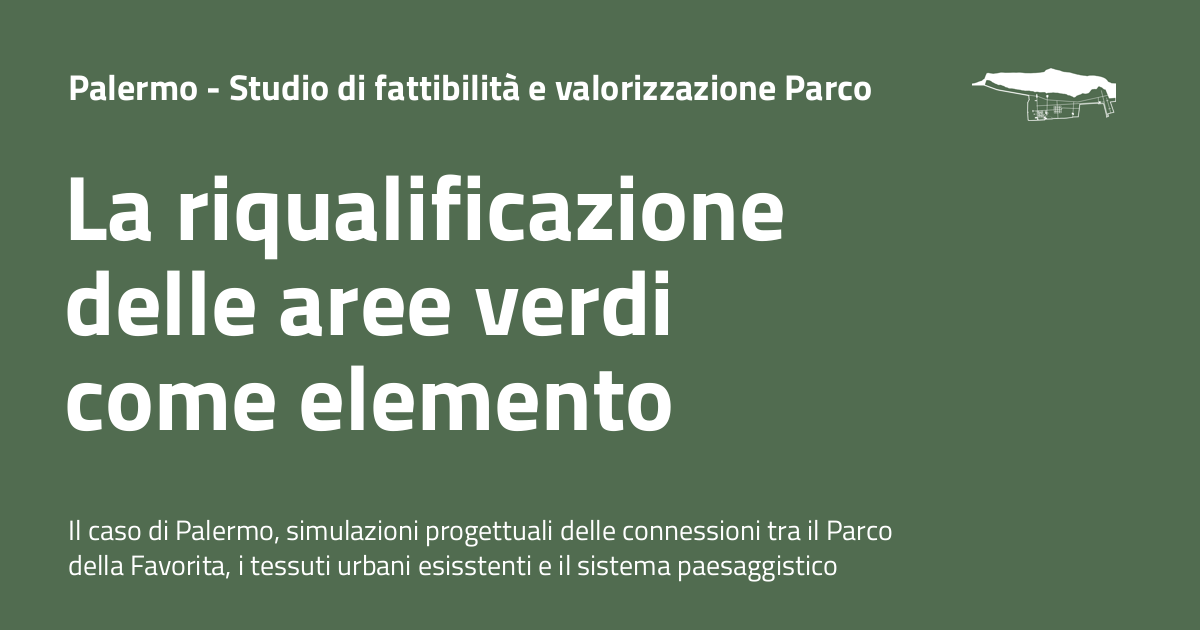 Palermo - Studio di fattibilità e valorizzazione Parco
La riqualificazione
delle aree verdi
come elemento
Il caso di Palermo, simulazioni progettuali delle connessioni tra il Parco
della Favorita, i tessuti urbani esisstenti e il sistema paesaggistico